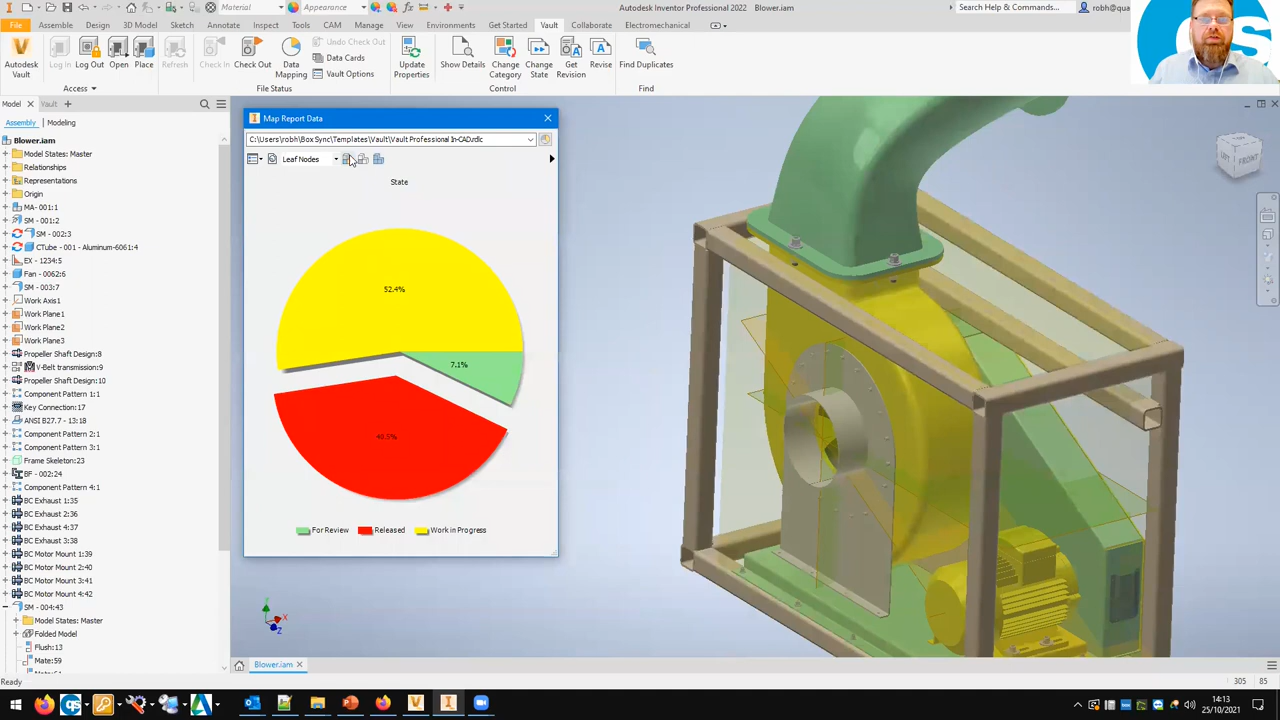 Material
Appearance
Autodesk Inventor Professional 2022
Blower.iam
Search Help & Commands...
File
Assembly
Design
3D Model
Sketch
Annotate
Inspect
Tools
CAM
Manage
View
Environments
Get Started
Vault
Collaborate
Electromechanical
Autodesk Vault
Log In
Log Out
Open
Place
Refresh
Check In
Check Out
Data Mapping
Undo Check Out
Data Cards
Vault Options
Update Properties
Show Details
Change Category
Change State
Get Revision
Revise
Find Duplicates
Access
File Status
Control
Find
Model
Vault
Assembly
Modeling
Blower.iam
Model States: Master
Relationships
Representations
Origin
MA- 001:1
SM - 001:2
SM - 002:3
CTube - 001 - Aluminum-6061:4
EX - 1234:5
Fan - 0062:6
SM - 003:7
Work Axis1
Work Plane1
Work Plane2
Work Plane3
Propeller Shaft Design:8
V-Belt transmission:9
Propeller Shaft Design:10
Component Pattern 1:1
Key Connection:17
ANSI B27.7 - 13:18
Component Pattern 2:1
Component Pattern 3:1
Frame Skeleton:23
BF - 002:24
Component Pattern 4:1
BC Exhaust 1:35
BC Exhaust 2:36
BC Exhaust 4:37
BC Exhaust 3:38
BC Motor Mount 1:39
BC Motor Mount 2:40
BC Motor Mount 3:41
BC Motor Mount 4:42
SM - 004:43
Model States: Master
Folded Model
Flush:13
Mate:59
Map Report Data
C:\Users\robh\Box Sync\Templates\Vault\Vault Professional In-CAD.rdlc
Leaf Nodes
State
52.4%
7.1%
40.5%
For Review
Released
Work in Progress
FRONT
X
Z
Blower.iam
Ready
305
85
14:13
25/10/2021